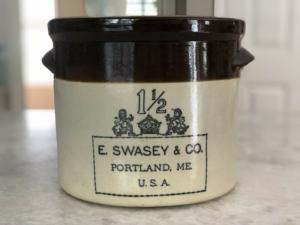 1½
E. SWASEY & CO.
PORTLAND, ME.
U.S.A.